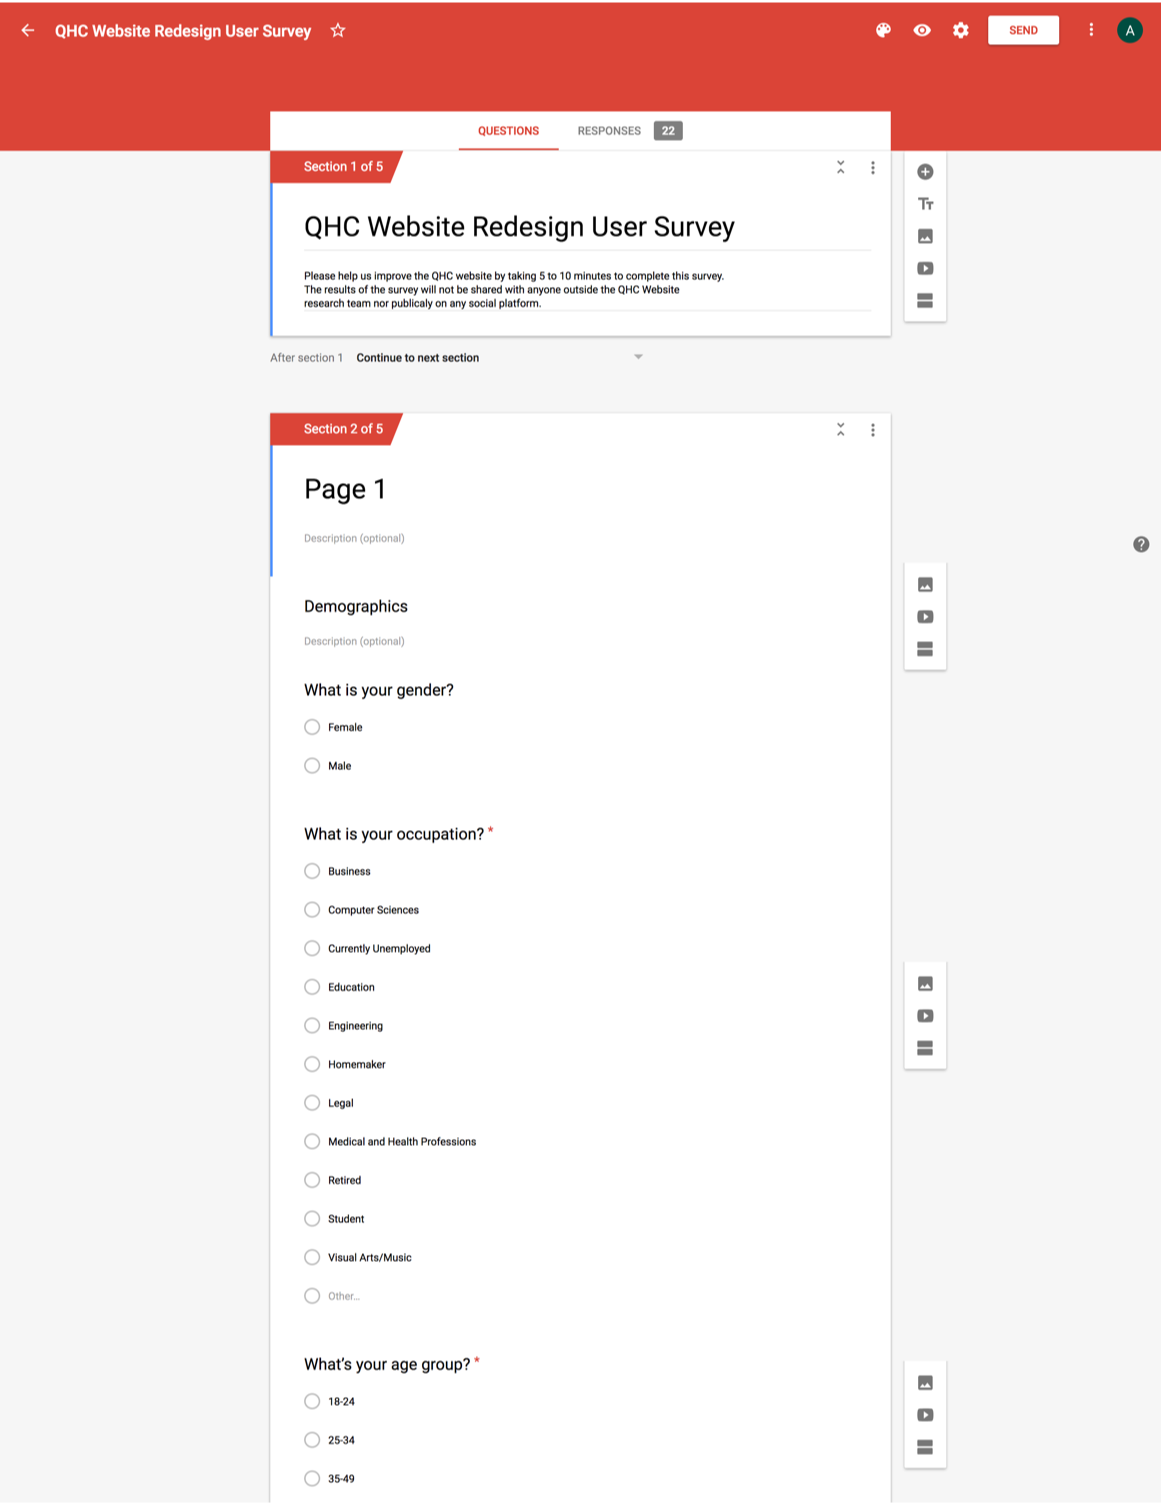 QHC Website Redesign User Survey
SEND
A
QUESTIONS
RESPONSES 22
Section 1 of 5
QHC Website Redesign User Survey
Please help us improve the QHC website by taking 5 to 10 minutes to complete this survey.
The results of the survey will not be shared with anyone outside the QHC Website
research team nor publicaly on any social platform.
After section 1 Continue to next section
Section 2 of 5
Page 1
Description (optional)
Demographics
Description (optional)
What is your gender?
Female
Male
What is your occupation? *
Business
Computer Sciences
Currently Unemployed
Education
Engineering
Homemaker
Legal
Medical and Health Professions
Retired
Student
Visual Arts/Music
Other...
What's your age group? *
18-24
25-34
35-49